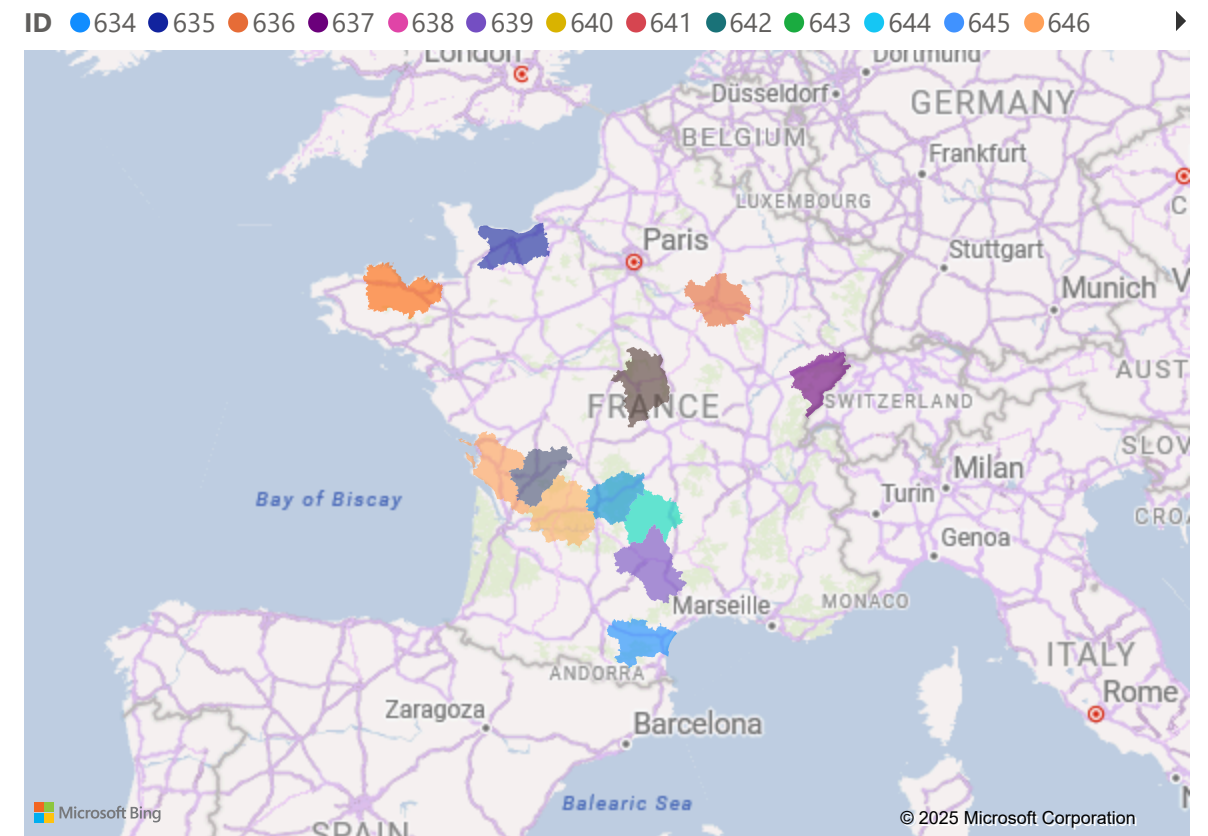 ID 634 635 636 637 638 639 640 641 642 643 644 645 646
London
Dortmund
Düsseldorf
GERMANY
BELGIUM
Frankfurt
LUXEMBOURG
C
Paris
Stuttgart
Munich
V
AUST
FRANCE
SWITZERLAND
SLOV
Milan
Bay of Biscay
Turin
CRO
Genoa
Marseille
MONACO
ANDORRA
ITALY
Rome
Zaragoza
Barcelona
Balearic Sea
SPAIN
Microsoft Bing
© 2025 Microsoft Corporation